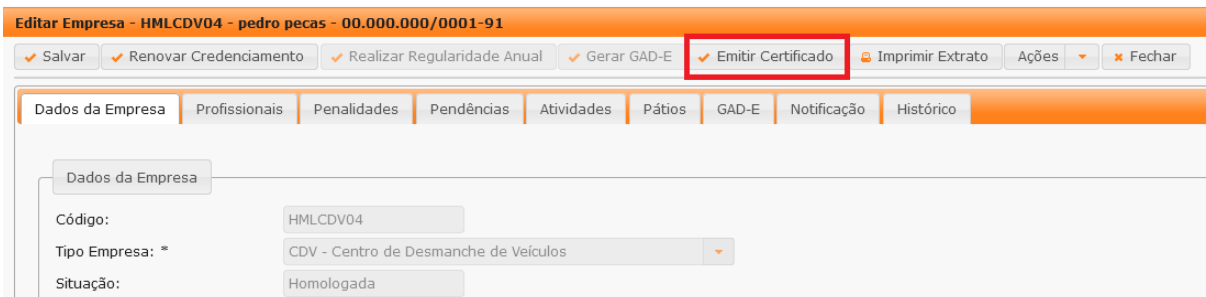 Editar Empresa - HMLCDV04 - pedro pecas - 00.000.000/0001-91
Salvar Renovar Credenciamento Realizar Regularidade Anual Gerar GAD-E Emitir Certificado Imprimir Extrato Ações Fechar
Dados da Empresa Profissionais Penalidades Pendências Atividades Pátios GAD-E Notificação Histórico
Dados da Empresa
Código: HMLCDV04
Tipo Empresa: * CDV - Centro de Desmanche de Veículos
Situação: Homologada